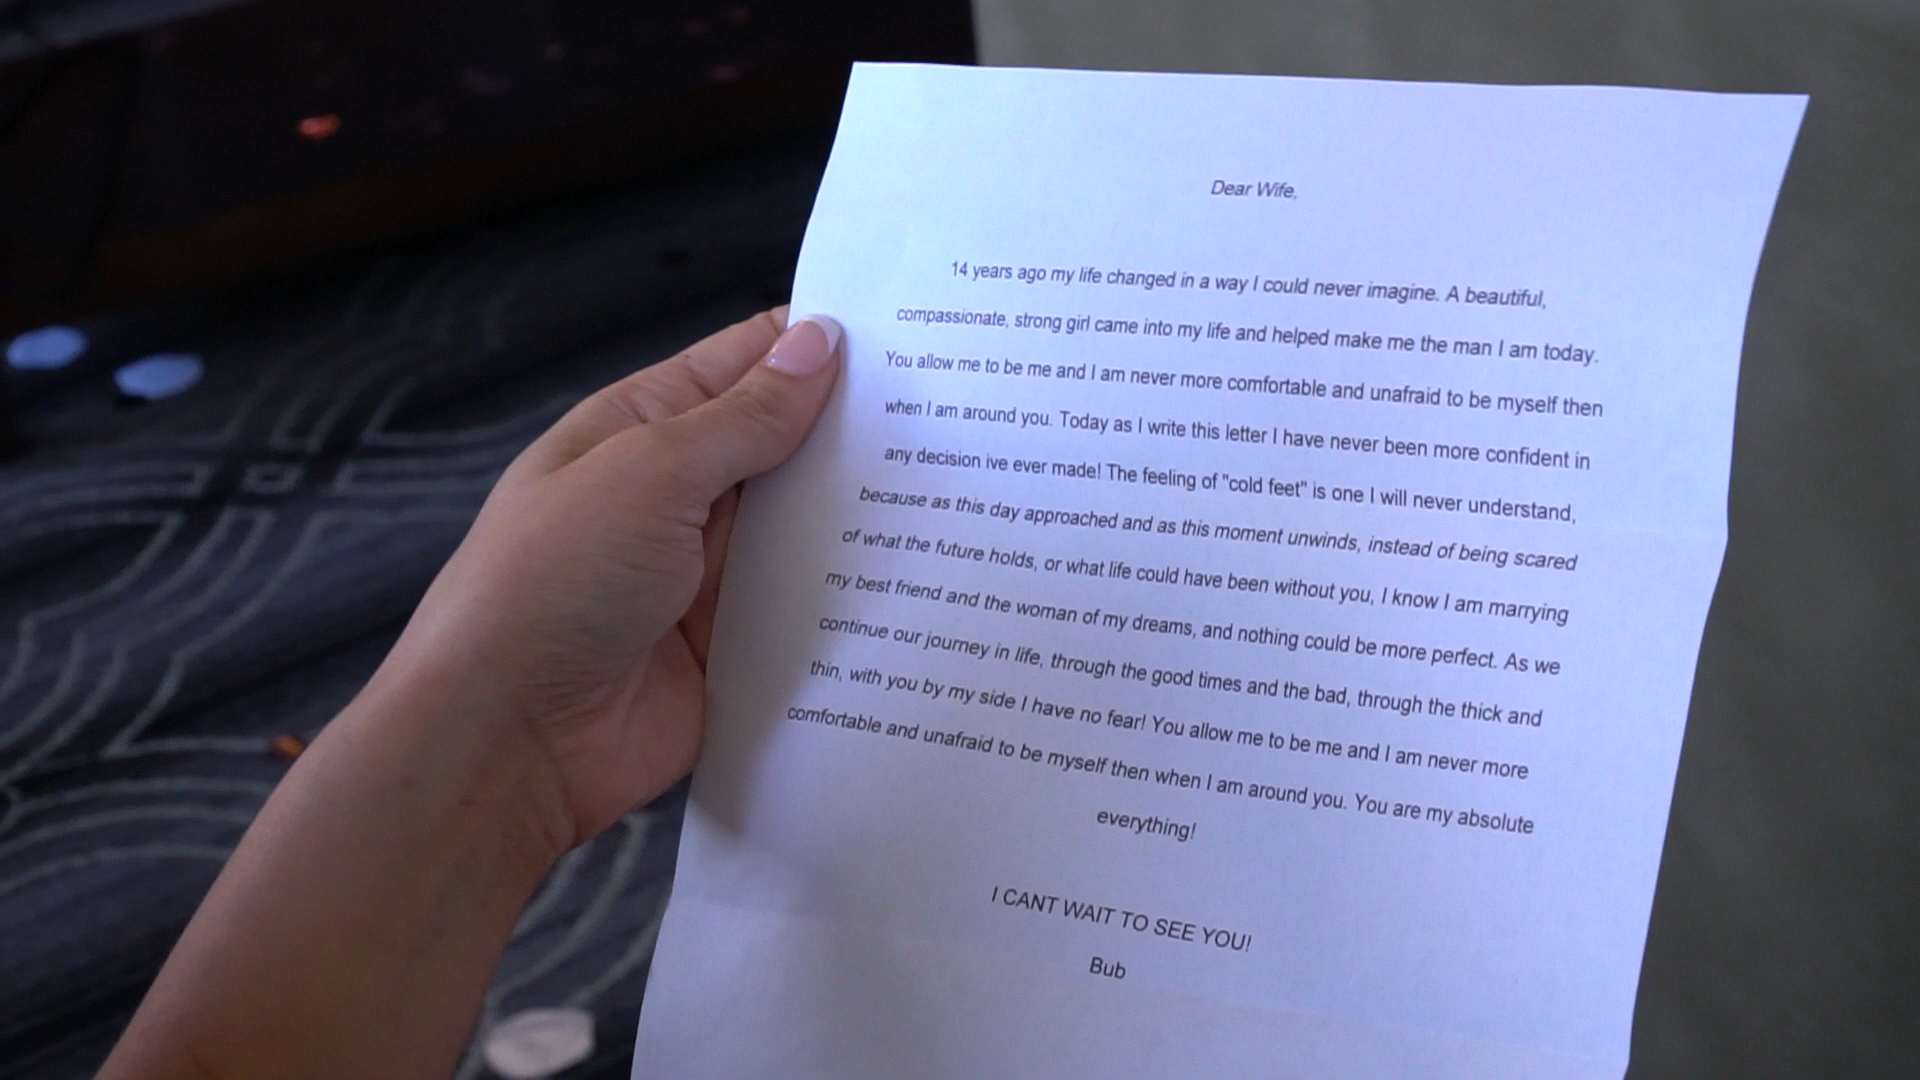 Dear Wife,
14 years ago my life changed in a way I could never imagine. A beautiful,
compassionate, strong girl came into my life and helped make me the man I am today.
You allow me to be me and I am never more comfortable and unafraid to be myself then
when I am around you. Today as I write this letter I have never been more confident in
any decision ive ever made! The feeling of "cold feet" is one I will never understand,
because as this day approached and as this moment unwinds, instead of being scared
of what the future holds, or what life could have been without you, I know I am marrying
my best friend and the woman of my dreams, and nothing could be more perfect. As we
continue our journey in life, through the good times and the bad, through the thick and
thin, with you by my side I have no fear! You allow me to be me and I am never more
comfortable and unafraid to be myself then when I am around you. You are my absolute
everything!
I CANT WAIT TO SEE YOU!
Bub